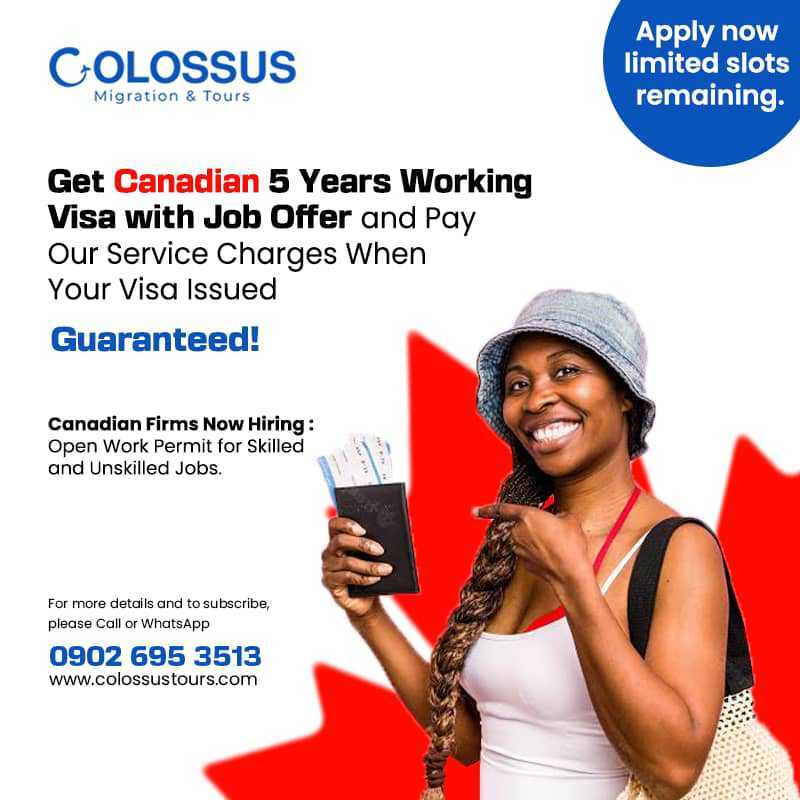 COLOSSUS
Migration & Tours
Apply now
limited slots
remaining.
Get Canadian 5 Years Working
Visa with Job Offer and Pay
Our Service Charges When
Your Visa Issued
Guaranteed!
Canadian Firms Now Hiring :
Open Work Permit for Skilled
and Unskilled Jobs.
For more details and to subscribe,
please Call or WhatsApp
0902 695 3513
www.colossustours.com